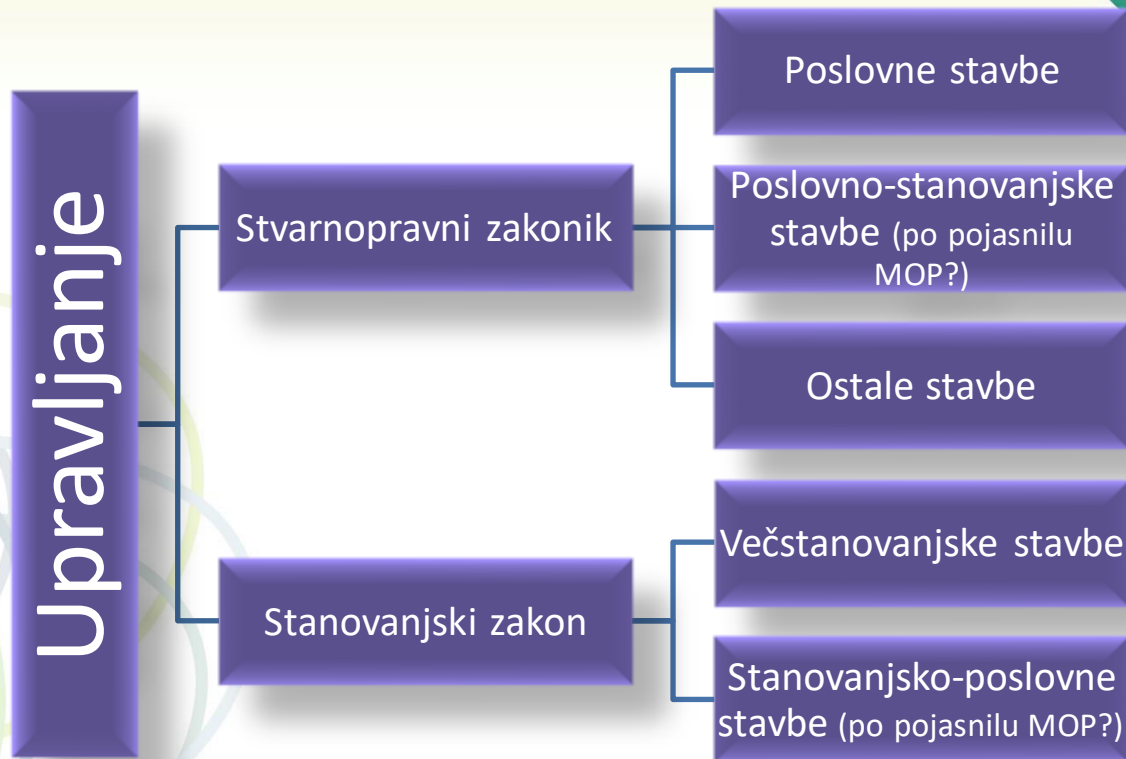 Upravljanje
Stvarnopravni zakonik
Poslovne stavbe
Poslovno-stanovanjske
stavbe (po pojasnilu
MOP?)
Ostale stavbe
Stanovanjski zakon
Večstanovanjske stavbe
Stanovanjsko-poslovne
stavbe (po pojasnilu MOP?)